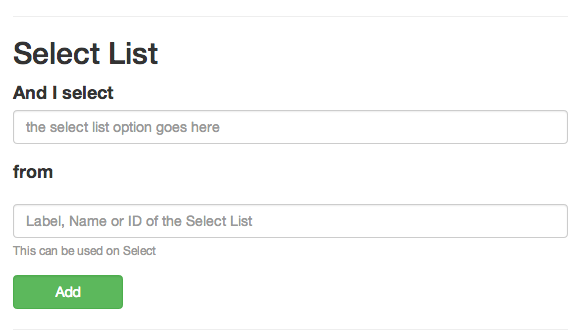 Select List
And I select
the select list option goes here
from
Label, Name or ID of the Select List
This can be used on Select
Add